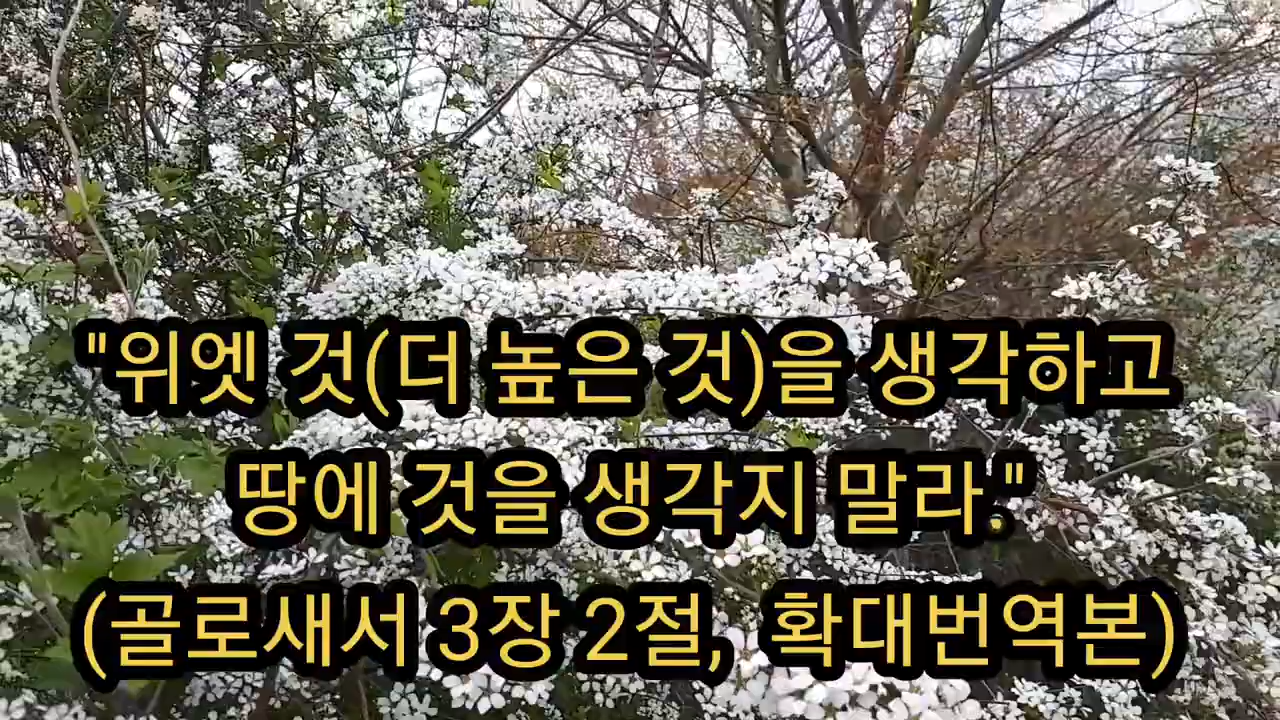 "위엣 것(더 높은 것)을 생각하고
땅에 것을 생각지 말라."
(골로새서 3장 2절, 확대번역본)